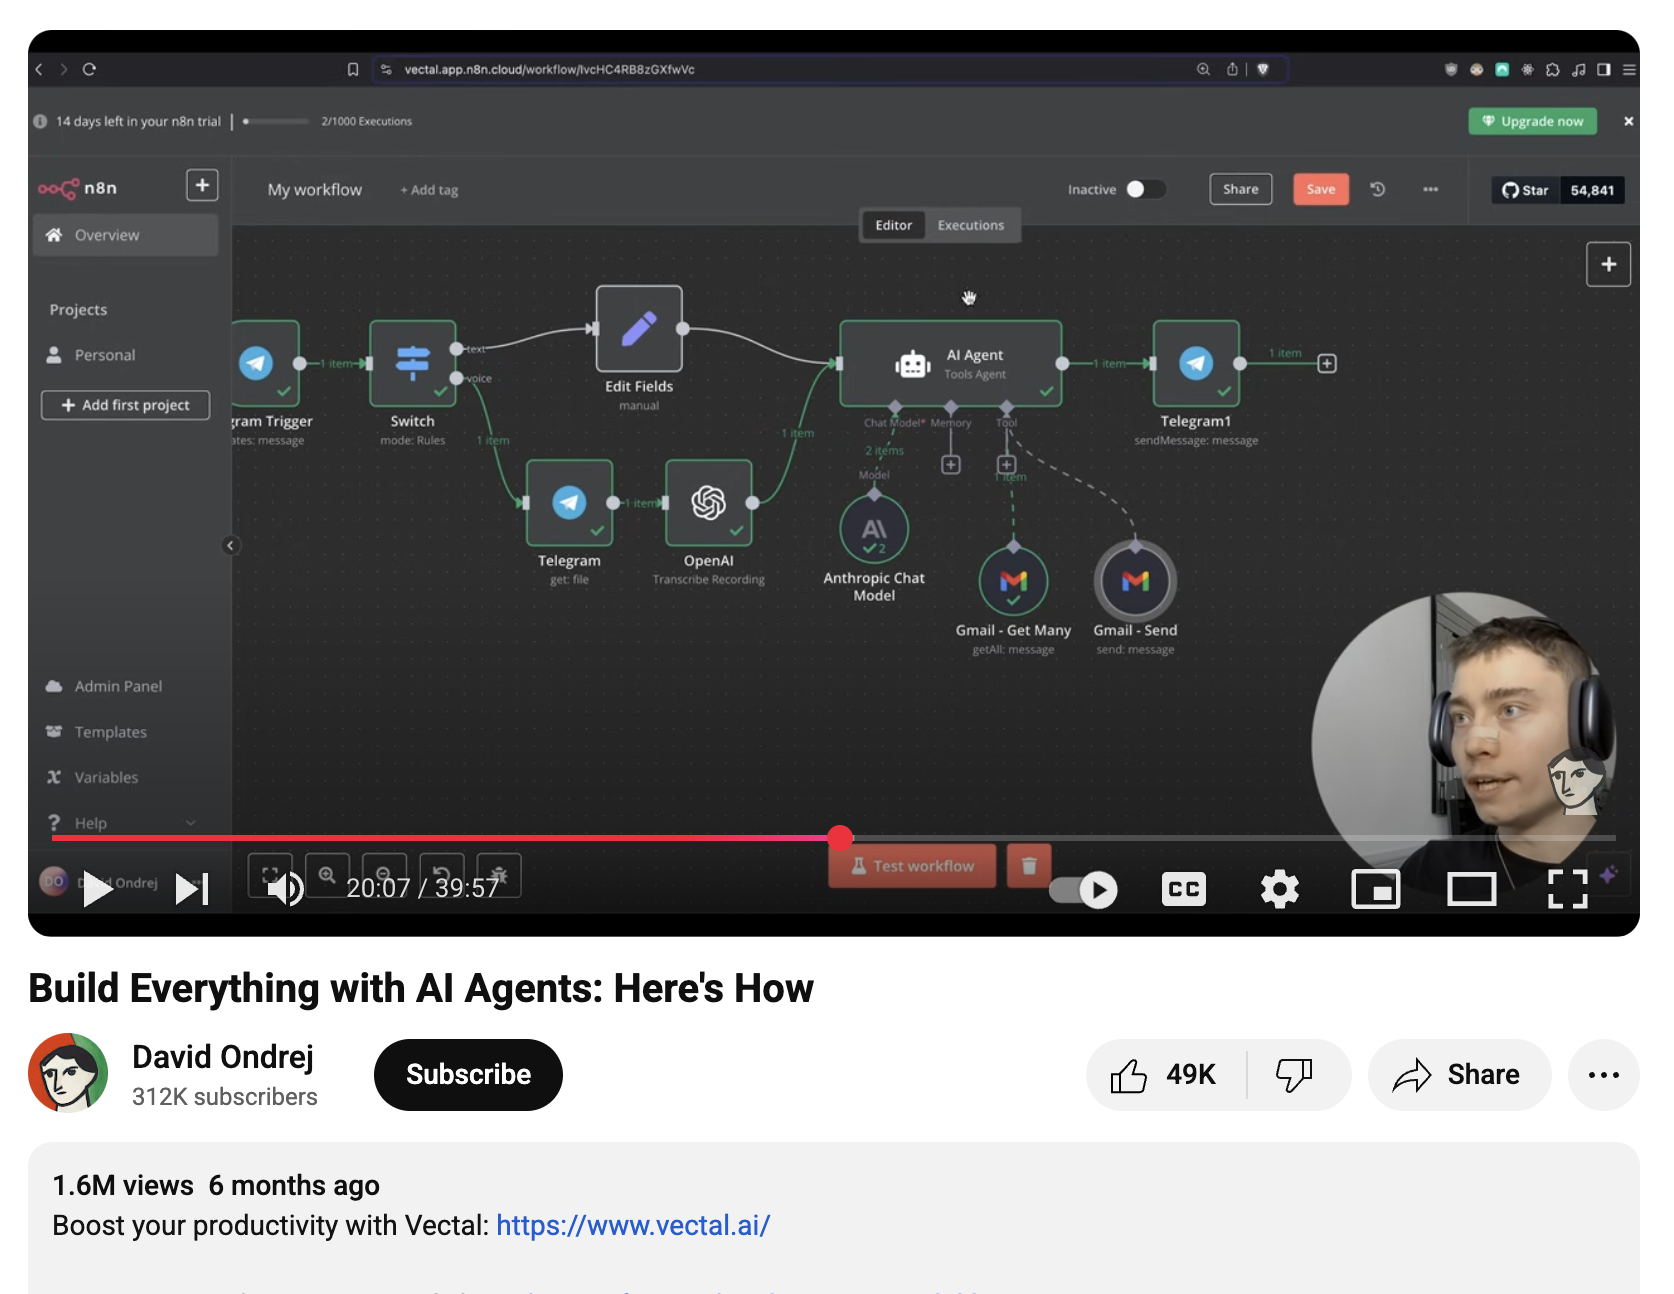 vectal.app.n8n.cloud/workflow/lvcHC4RB8zGXfwVc
14 days left in your n8n trial
2/1000 Executions
Upgrade now
n8n
My workflow
+ Add tag
Inactive
Share
Save
Star
54,841
Overview
Editor
Executions
Projects
Personal
Add first project
gram Trigger
ates: message
1 item
Switch
mode: Rules
text
voice
Edit Fields
manual
1 item
Telegram
get: file
1 item
OpenAI
Transcribe Recording
1 item
AI Agent
Tools Agent
Chat Model*
Memory
Tool
2 items
Model
Anthropic Chat
Model
2
1 item
Gmail - Get Many
getAll: message
Gmail - Send
send: message
1 item
Telegram1
sendMessage: message
1 item
Admin Panel
Templates
Variables
Help
DO
David Ondrej
Test workflow
20:07 / 39:57
CC
Build Everything with AI Agents: Here's How
David Ondrej
312K subscribers
Subscribe
49K
Share
1.6M views 6 months ago
Boost your productivity with Vectal: https://www.vectal.ai/